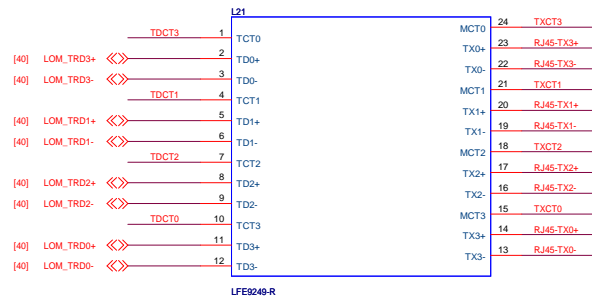 L21
TDCT3 1 TCT0 MCT0 24 TXCT3
[40] LOM_TRD3+ 2 TD0+ TX0+ 23 RJ45-TX3+
[40] LOM_TRD3- 3 TD0- TX0- 22 RJ45-TX3-
TDCT1 4 TCT1 MCT1 21 TXCT1
[40] LOM_TRD1+ 5 TD1+ TX1+ 20 RJ45-TX1+
[40] LOM_TRD1- 6 TD1- TX1- 19 RJ45-TX1-
TDCT2 7 TCT2 MCT2 18 TXCT2
[40] LOM_TRD2+ 8 TD2+ TX2+ 17 RJ45-TX2+
[40] LOM_TRD2- 9 TD2- TX2- 16 RJ45-TX2-
TDCT0 10 TCT3 MCT3 15 TXCT0
[40] LOM_TRD0+ 11 TD3+ TX3+ 14 RJ45-TX0+
[40] LOM_TRD0- 12 TD3- TX3- 13 RJ45-TX0-
LFE9249-R